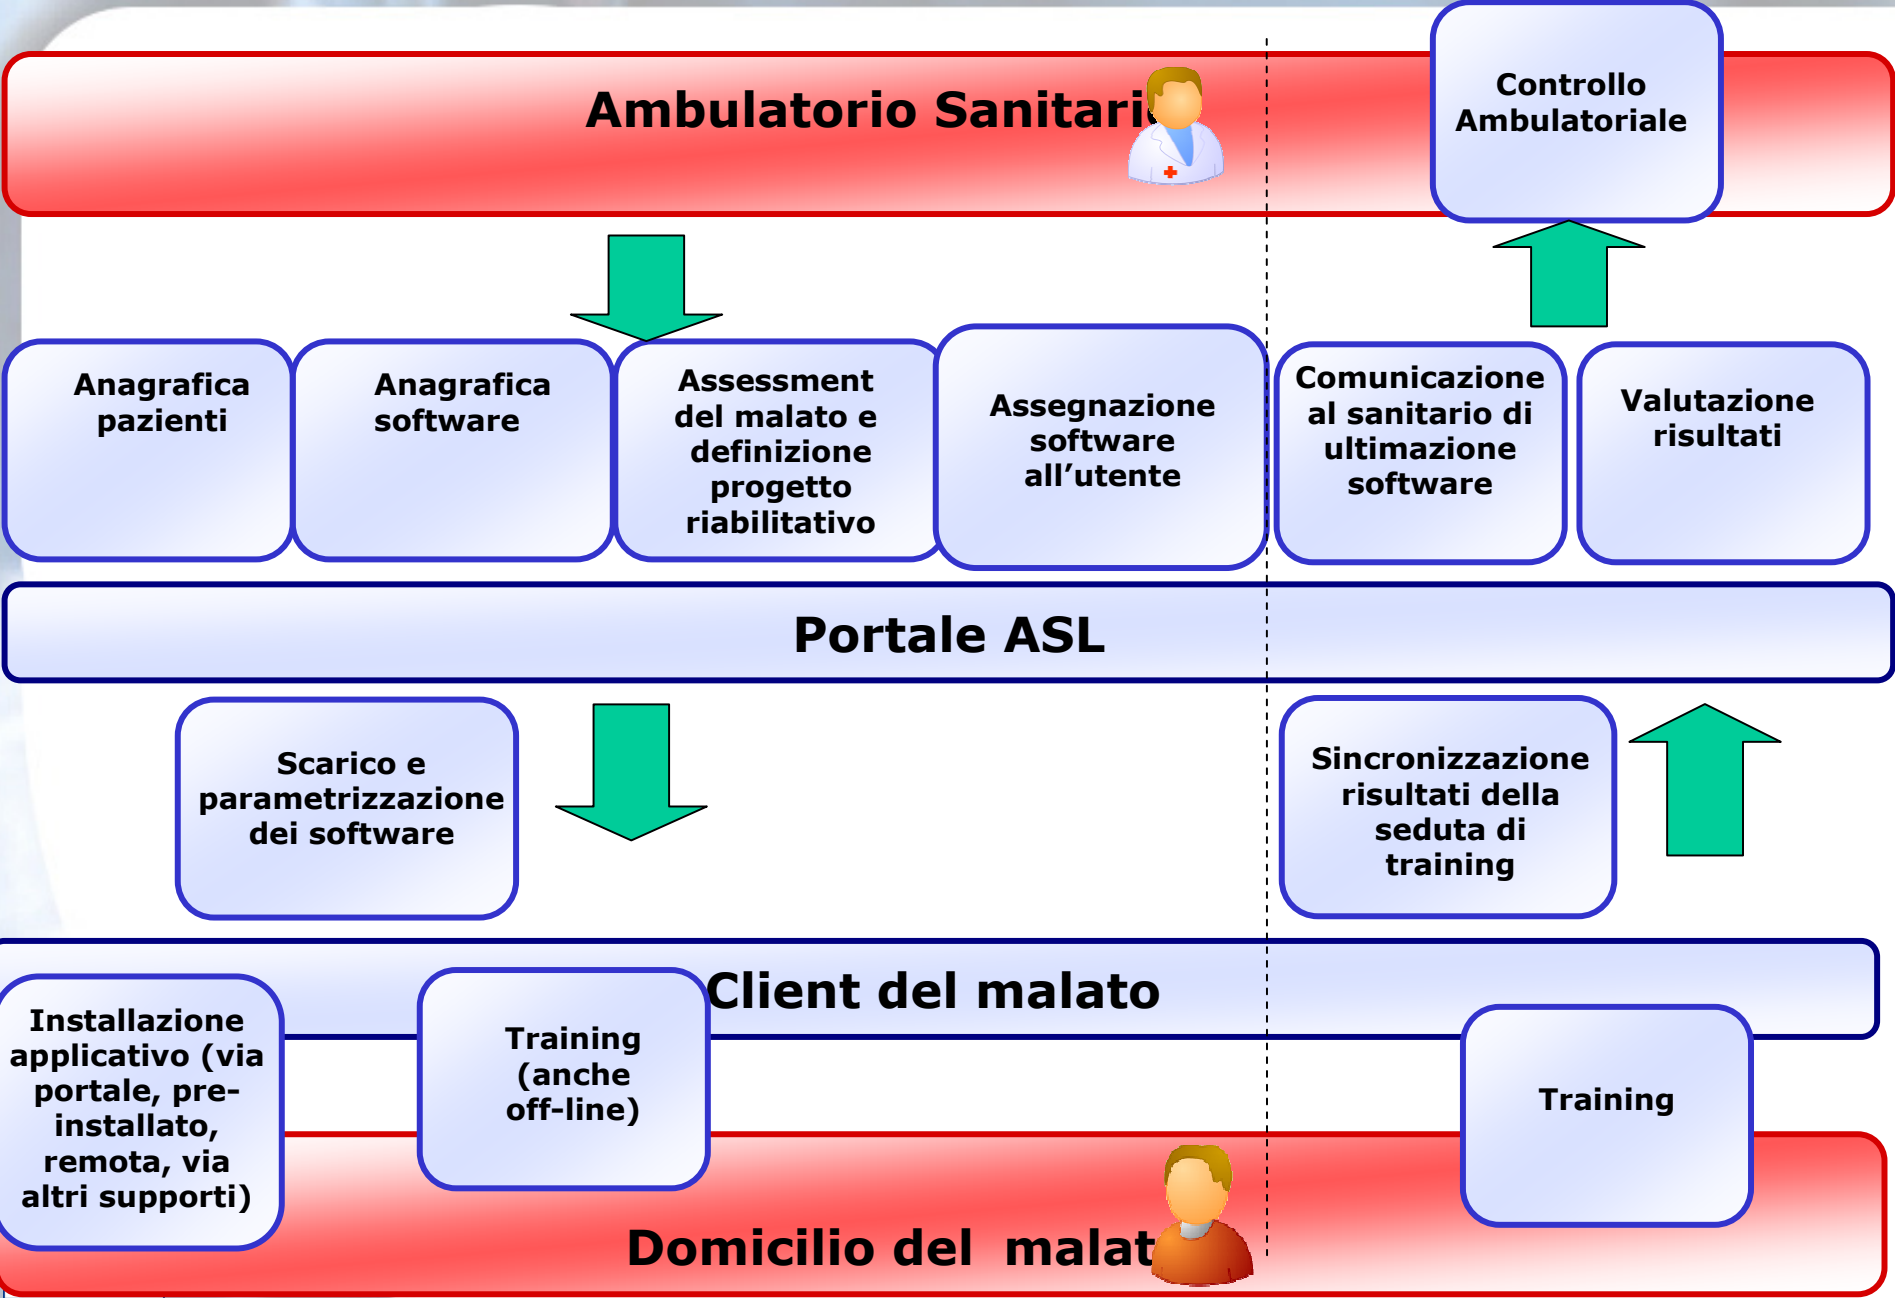 Ambulatorio Sanitari
Controllo
Ambulatoriale
Anagrafica
pazienti
Anagrafica
software
Assessment
del malato e
definizione
progetto
riabilitativo
Assegnazione
software
all’utente
Comunicazione
al sanitario di
ultimazione
software
Valutazione
risultati
Portale ASL
Scarico e
parametrizzazione
dei software
Sincronizzazione
risultati della
seduta di
training
Client del malato
Installazione
applicativo (via
portale, pre-
installato,
remota, via
altri supporti)
Training
(anche
off-line)
Training
Domicilio del malat